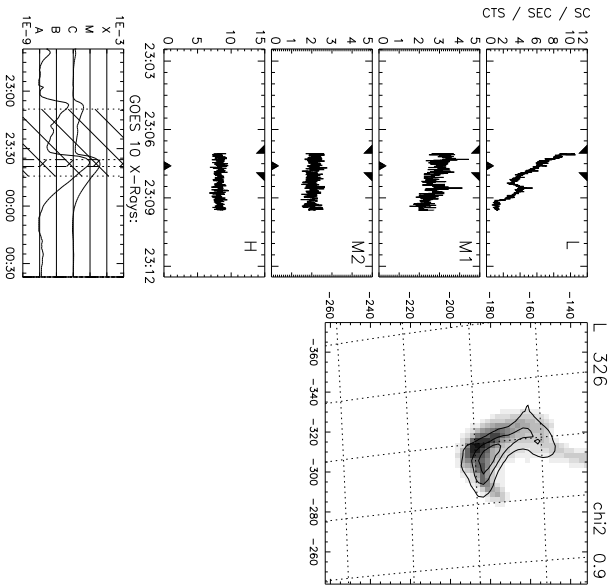 CTS / SEC / SC
0 2 4 6 8 10 12
L
0 1 2 3 4 5
M1
0 1 2 3 4 5
M2
0 5 10 15
H
23:03 23:06 23:09 23:12
GOES 10 X-Rays:
1E-9 1E-3
A B C M X
23:00 23:30 00:00 00:30
L 326 chi2 0.9
-260 -240 -220 -200 -180 -160 -140
-360 -340 -320 -300 -280 -260